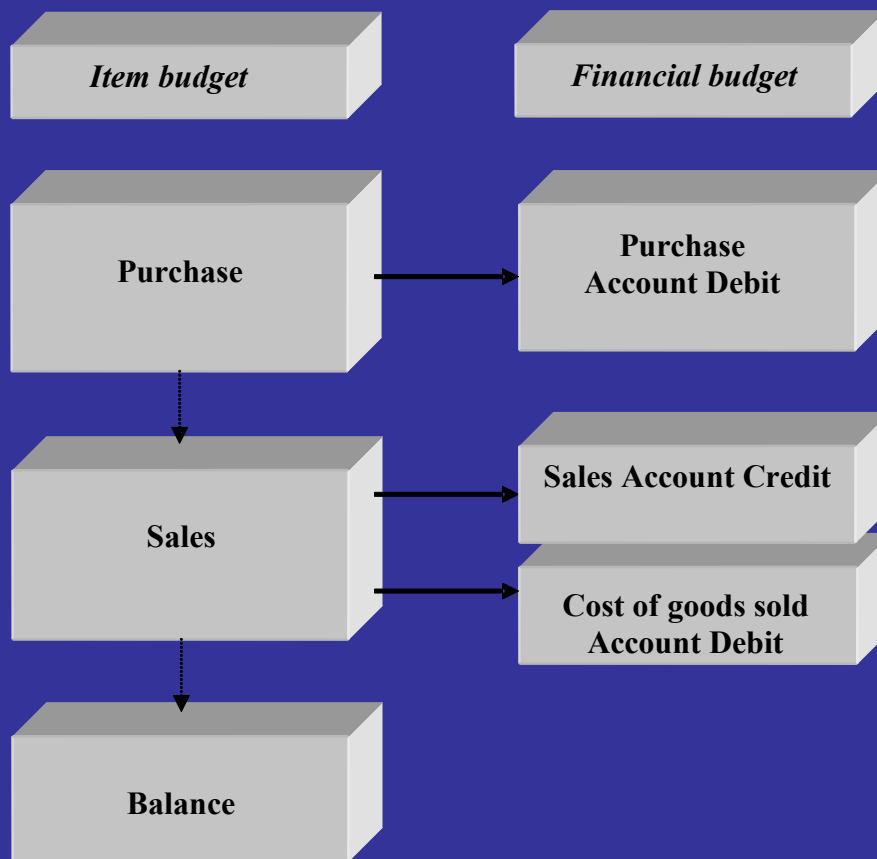 Item budget
Financial budget
Purchase
Purchase
Account Debit
Sales
Sales Account Credit
Cost of goods sold
Account Debit
Balance